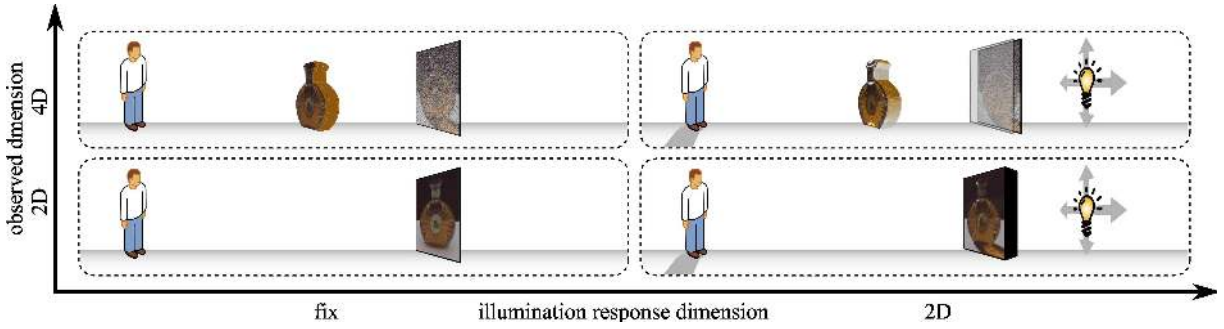 observed dmension
4D
2D
fix
illumination response dimension
2D